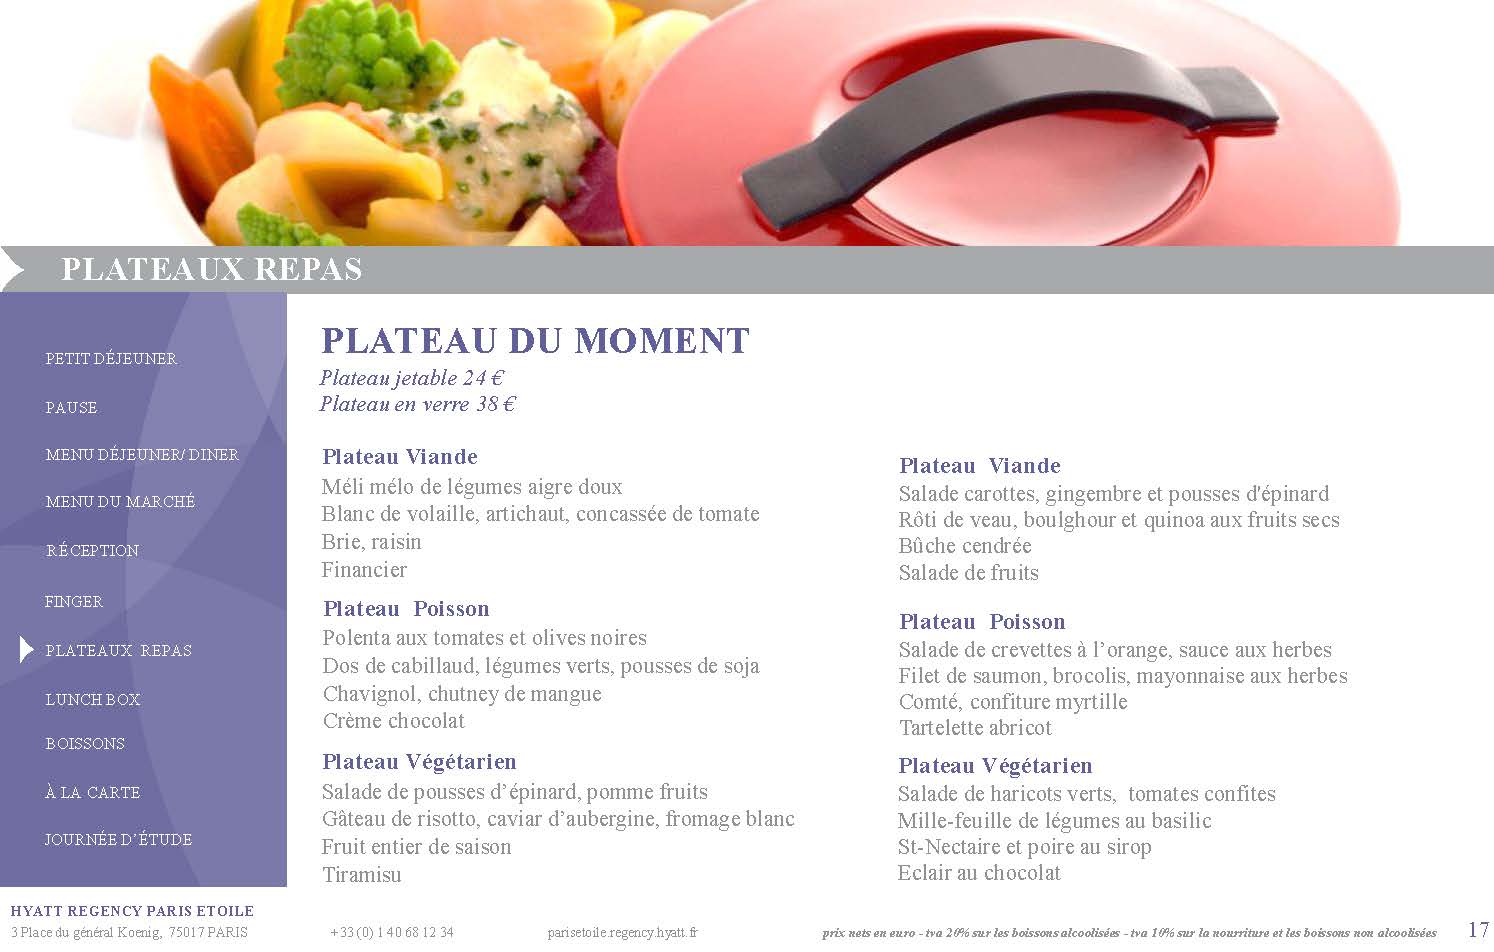 PLATEAUX REPAS
PETIT DÉJEUNER
PAUSE
MENU DÉJEUNER/ DINER
MENU DU MARCHÉ
RÉCEPTION
FINGER
PLATEAUX REPAS
LUNCH BOX
BOISSONS
À LA CARTE
JOURNÉE D’ÉTUDE
PLATEAU DU MOMENT
Plateau jetable 24 €
Plateau en verre 38 €
Plateau Viande
Méli mélo de légumes aigre doux
Blanc de volaille, artichaut, concassée de tomate
Brie, raisin
Financier
Plateau Poisson
Polenta aux tomates et olives noires
Dos de cabillaud, légumes verts, pousses de soja
Chavignol, chutney de mangue
Crème chocolat
Plateau Végétarien
Salade de pousses d’épinard, pomme fruits
Gâteau de risotto, caviar d’aubergine, fromage blanc
Fruit entier de saison
Tiramisu
Plateau Viande
Salade carottes, gingembre et pousses d'épinard
Rôti de veau, boulghour et quinoa aux fruits secs
Bûche cendrée
Salade de fruits
Plateau Poisson
Salade de crevettes à l’orange, sauce aux herbes
Filet de saumon, brocolis, mayonnaise aux herbes
Comté, confiture myrtille
Tartelette abricot
Plateau Végétarien
Salade de haricots verts, tomates confites
Mille-feuille de légumes au basilic
St-Nectaire et poire au sirop
Eclair au chocolat
HYATT REGENCY PARIS ETOILE
3 Place du général Koenig, 75017 PARIS +33 (0) 1 40 68 12 34 parisetoile.regency.hyatt.fr prix nets en euro - tva 20% sur les boissons alcoolisées - tva 10% sur la nourriture et les boissons non alcoolisées 17